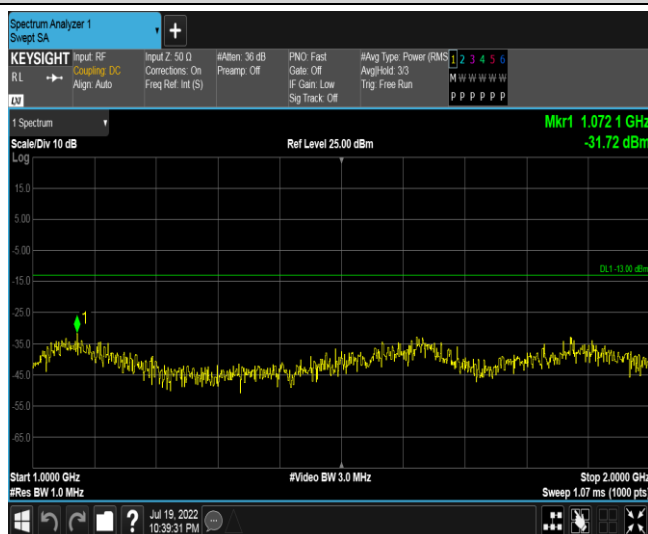 Spectrum Analyzer 1
Swept SA
+
KEYSIGHT
RL
LXI
Input: RF
Coupling: DC
Align: Auto
Input Z: 50 Ω
Corrections: On
Freq Ref: Int (S)
#Atten: 36 dB
Preamp: Off
PNO: Fast
Gate: Off
IF Gain: Low
Sig Track: Off
#Avg Type: Power (RMS
Avg|Hold: 3/3
Trig: Free Run
1 2 3 4 5 6
M W W W W W
P P P P P P
1 Spectrum
Scale/Div 10 dB
Ref Level 25.00 dBm
Mkr1 1.072 1 GHz
-31.72 dBm
Log
15.0
5.00
-5.00
-15.0
-25.0
-35.0
-45.0
-55.0
-65.0
DL1 -13.00 dBm
1
Start 1.0000 GHz
#Video BW 3.0 MHz
Stop 2.0000 GHz
#Res BW 1.0 MHz
Sweep 1.07 ms (1000 pts)
?
Jul 19, 2022
10:39:31 PM